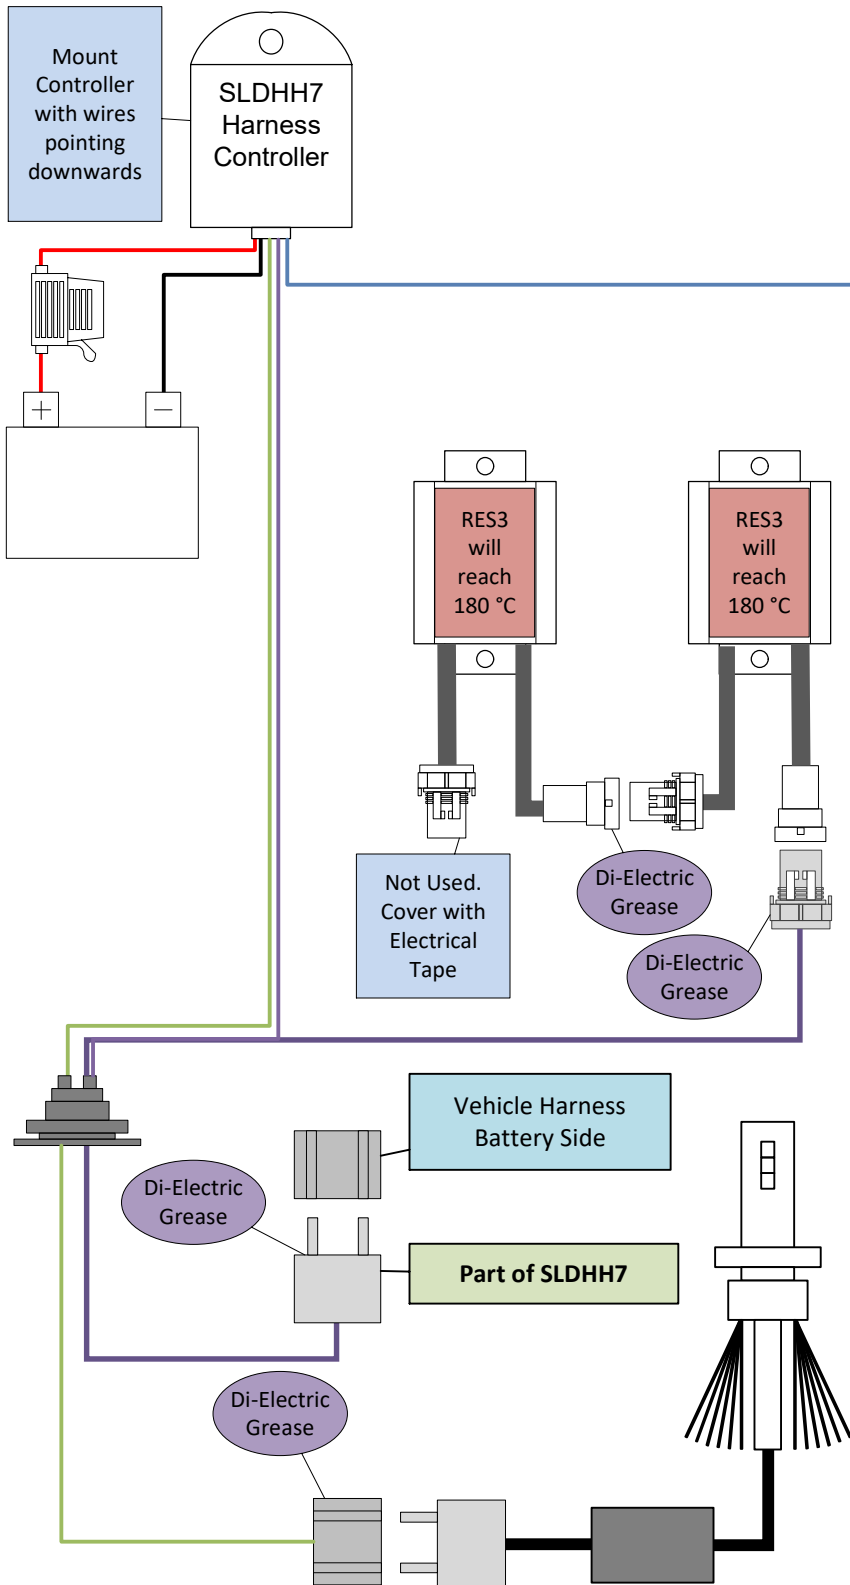 Mount
Controller
with wires
pointing
downwards
SLDHH7
Harness
Controller
+
−
RES3
will
reach
180 °C
RES3
will
reach
180 °C
Not Used.
Cover with
Electrical
Tape
Di-Electric
Grease
Di-Electric
Grease
Vehicle Harness
Battery Side
Di-Electric
Grease
Part of SLDHH7
Di-Electric
Grease